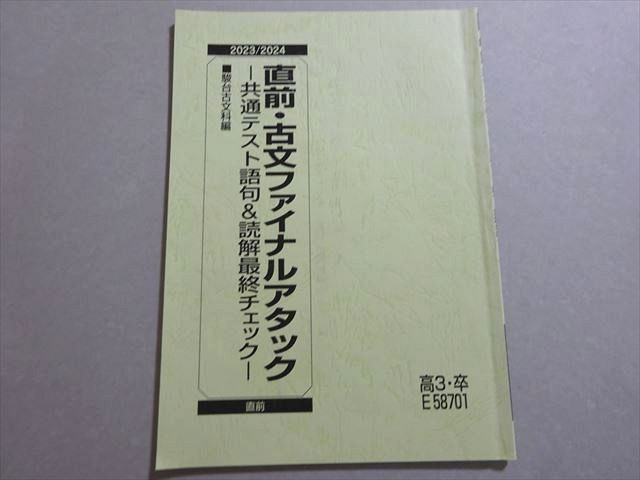 2023/2024
直前・古文ファイナルアタック
―共通テスト語句&読解最終チェック―
■駿台古文科編
直前
高3・卒
E58701